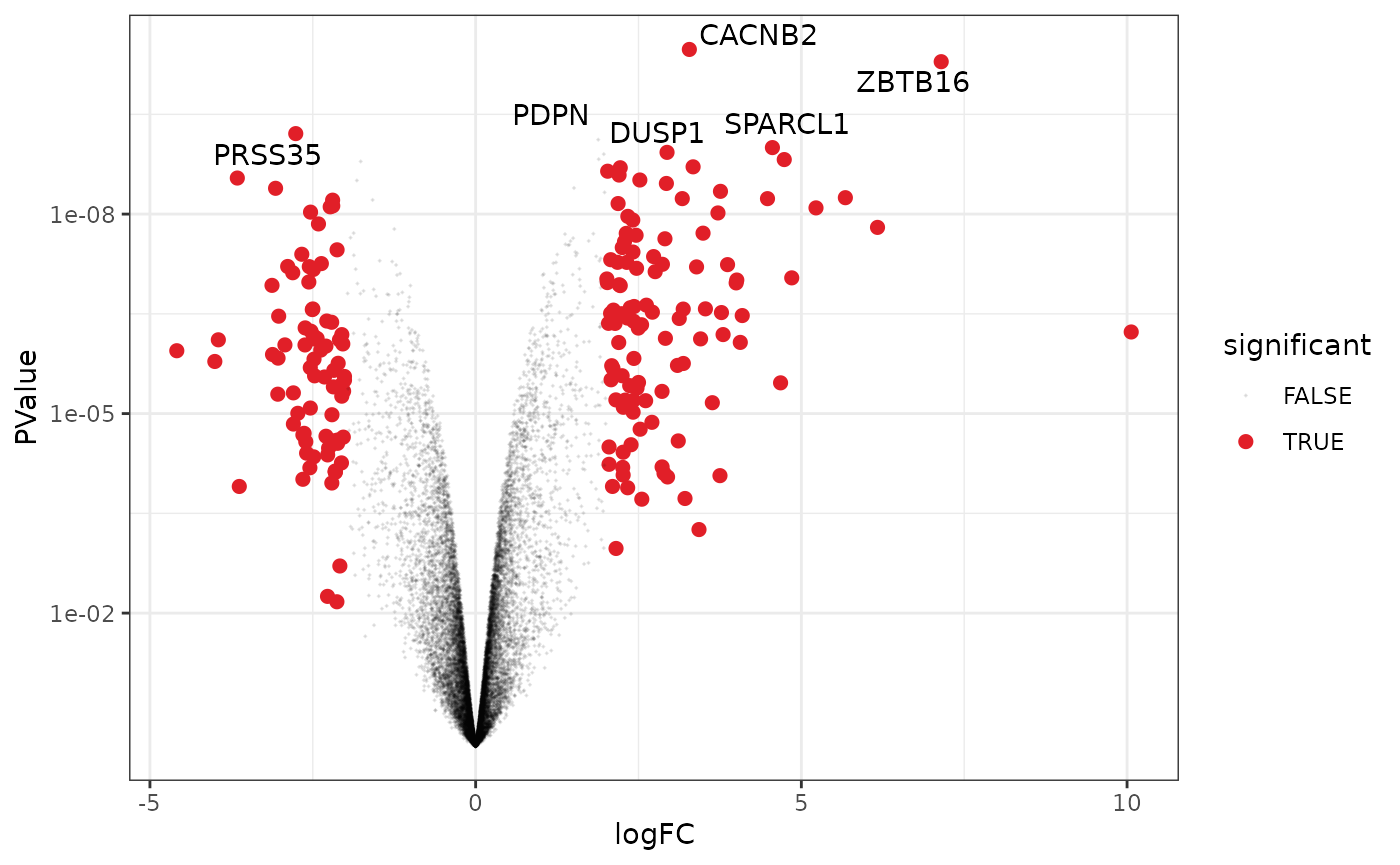 CACNB2
ZBTB16
PDPN
DUSP1
SPARCL1
PRSS35
1e-08
1e-05
1e-02
PValue
-5
0
5
10
logFC
significant
FALSE
TRUE